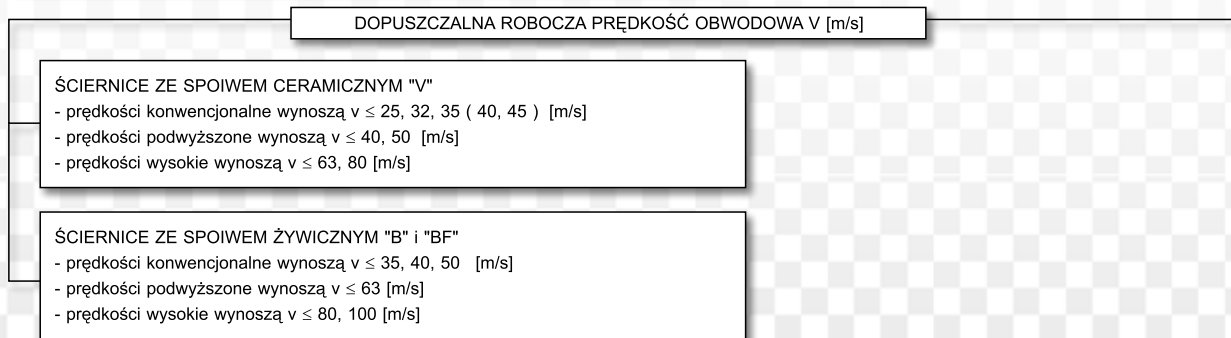 DOPUSZCZALNA ROBOCZA PRĘDKOŚĆ OBWODOWA V [m/s]
ŚCIERNICE ZE SPOIWEM CERAMICZNYM "V"
- prędkości konwencjonalne wynoszą v ≤ 25, 32, 35 ( 40, 45 ) [m/s]
- prędkości podwyższone wynoszą v ≤ 40, 50 [m/s]
- prędkości wysokie wynoszą v ≤ 63, 80 [m/s]
ŚCIERNICE ZE SPOIWEM ŻYWICZNYM "B" i "BF"
- prędkości konwencjonalne wynoszą v ≤ 35, 40, 50 [m/s]
- prędkości podwyższone wynoszą v ≤ 63 [m/s]
- prędkości wysokie wynoszą v ≤ 80, 100 [m/s]